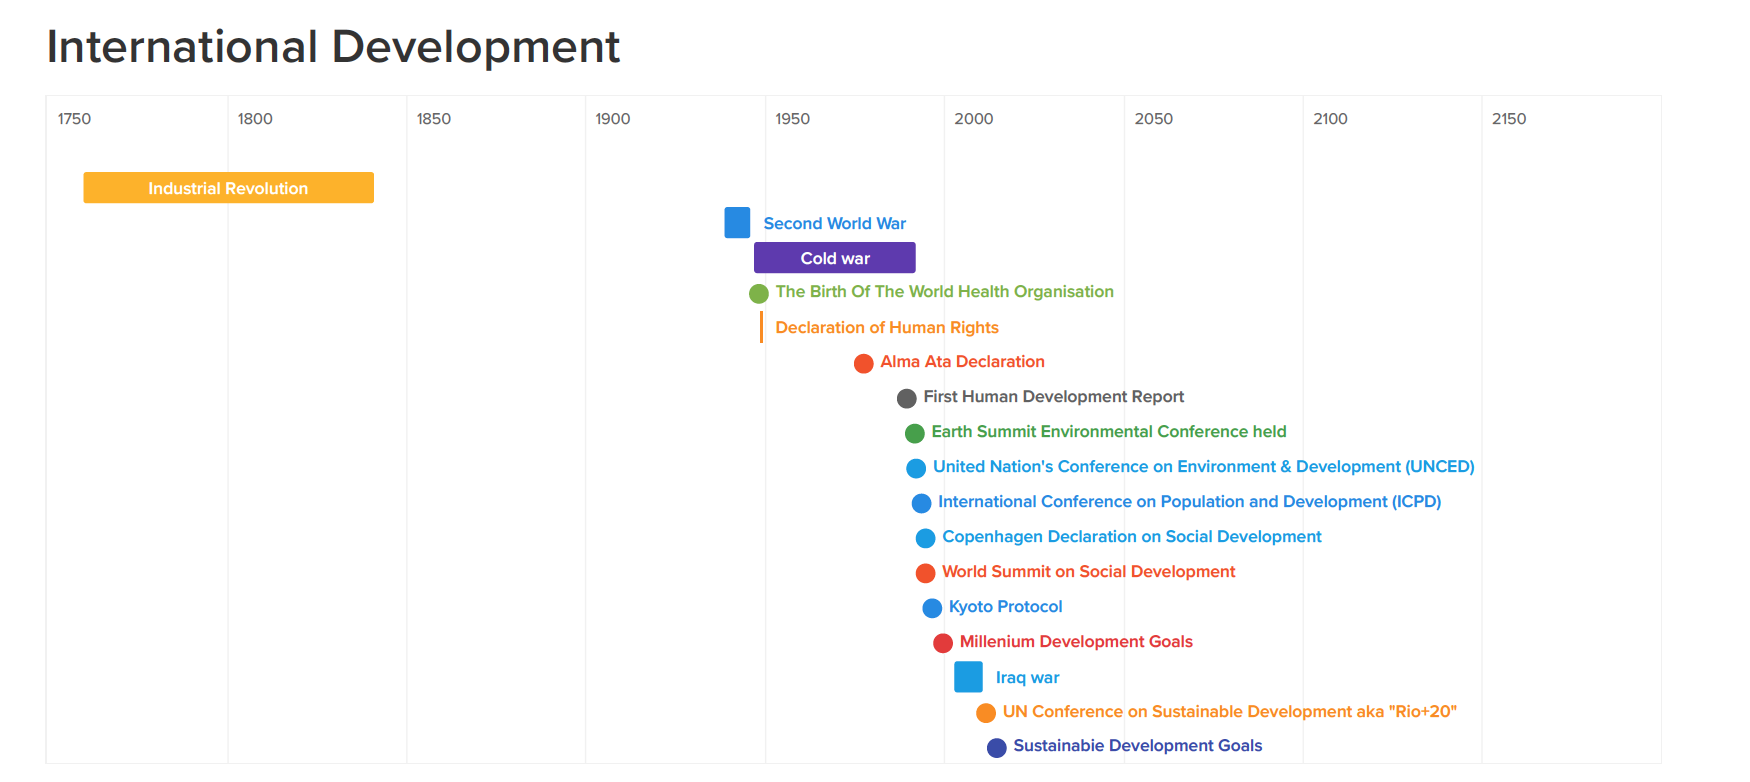 International Development
1750 1800 1850 1900 1950 2000 2050 2100 2150
Industrial Revolution
Second World War
Cold war
The Birth Of The World Health Organisation
Declaration of Human Rights
Alma Ata Declaration
First Human Development Report
Earth Summit Environmental Conference held
United Nation's Conference on Environment & Development (UNCED)
International Conference on Population and Development (ICPD)
Copenhagen Declaration on Social Development
World Summit on Social Development
Kyoto Protocol
Millenium Development Goals
Iraq war
UN Conference on Sustainable Development aka "Rio+20"
Sustainabie Development Goals